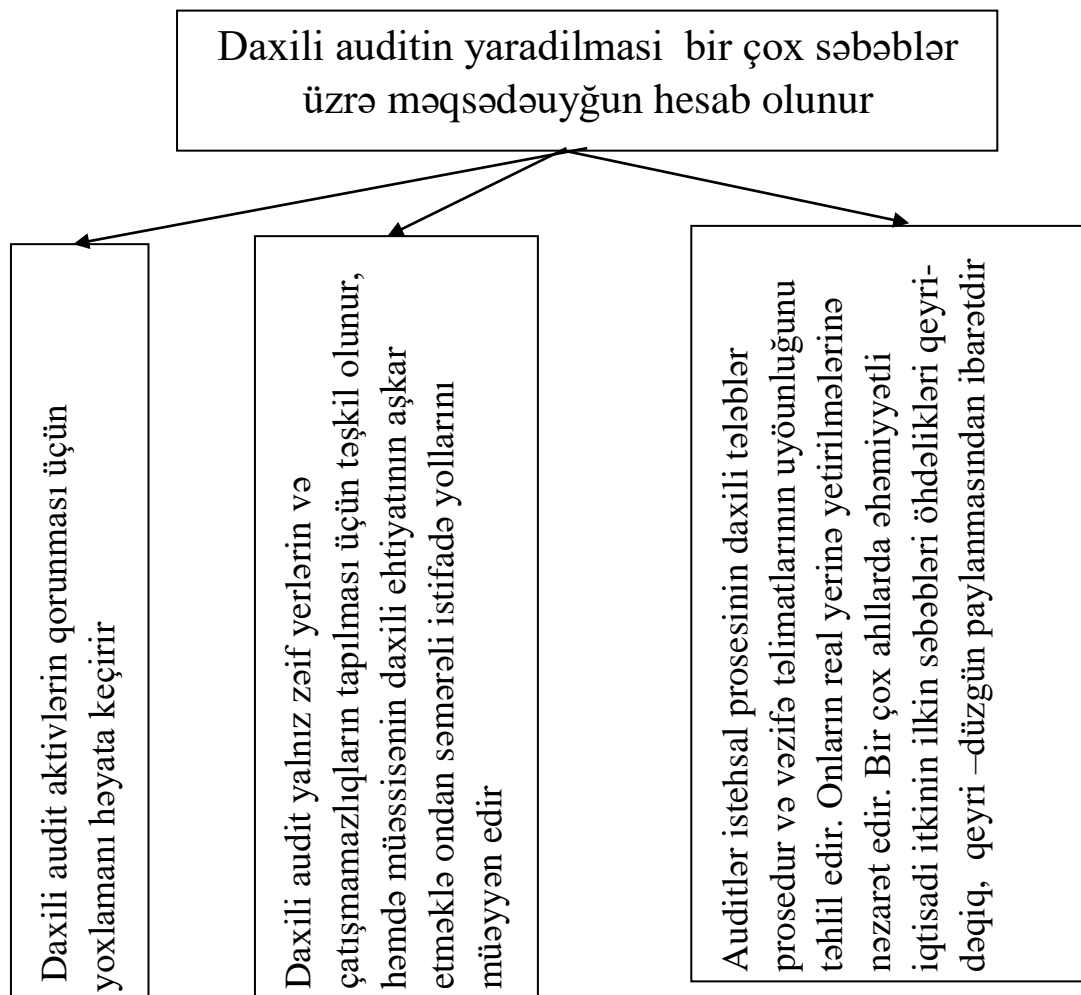 Daxili auditin yaradilmasi bir çox səbəblər
üzrə məqsədəuyğun hesab olunur
Daxili audit aktivlərin qorunması üçün
yoxlamanı həyata keçirir
Daxili audit yalnız zəif yerlərin və
çatışmamazlıqların tapılması üçün təşkil olunur,
həmdə müəssisənin daxili ehtiyatının aşkar
etməklə ondan səmərəli istifadə yollarını
müəyyən edir
Auditlər istehsal prosesinin daxili tələblər
prosedur və vəzifə təlimatlarının uyöunluğunu
təhlil edir. Onların real yerinə yetirilmələrinə
nəzarət edir. Bir çox ahllarda əhəmiyyətli
iqtisadi itkinin ilkin səbəbləri öhdəlikləri qeyri-
dəqiq, qeyri –düzgün paylanmasından ibarətdir